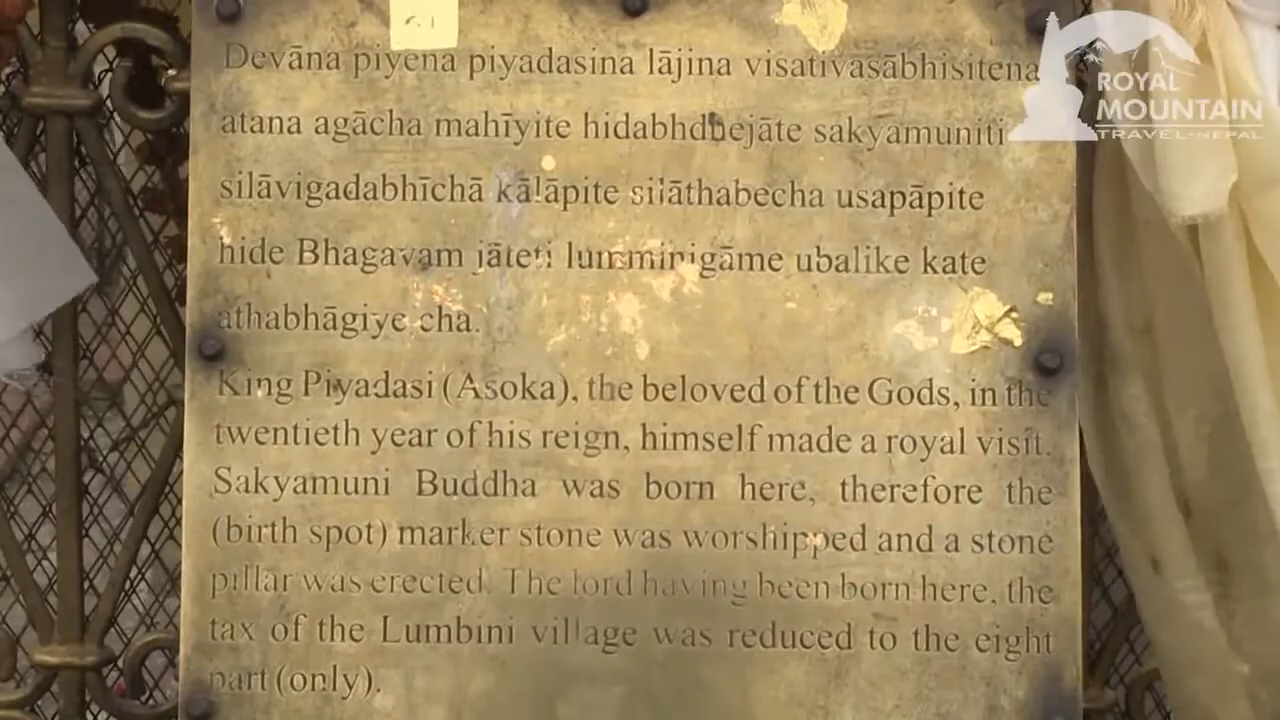 Devāna piyena piyadasina lājina visativasābhisitena
atana agācha mahīyite hidabhdhejāte sakyamuniti
silāvigadabhīchā kālāpite silāthabecha usapāpite
hide Bhagavam jāteti lumminigāme ubalike kate
athabhāgiye cha.
King Piyadasi (Asoka), the beloved of the Gods, in the
twentieth year of his reign, himself made a royal visit.
Sakyamuni Buddha was born here, therefore the
(birth spot) marker stone was worshipped and a stone
pillar was erected. The lord having been born here, the
tax of the Lumbini village was reduced to the eight
part (only).
ROYAL
MOUNTAIN
TRAVEL-NEPAL